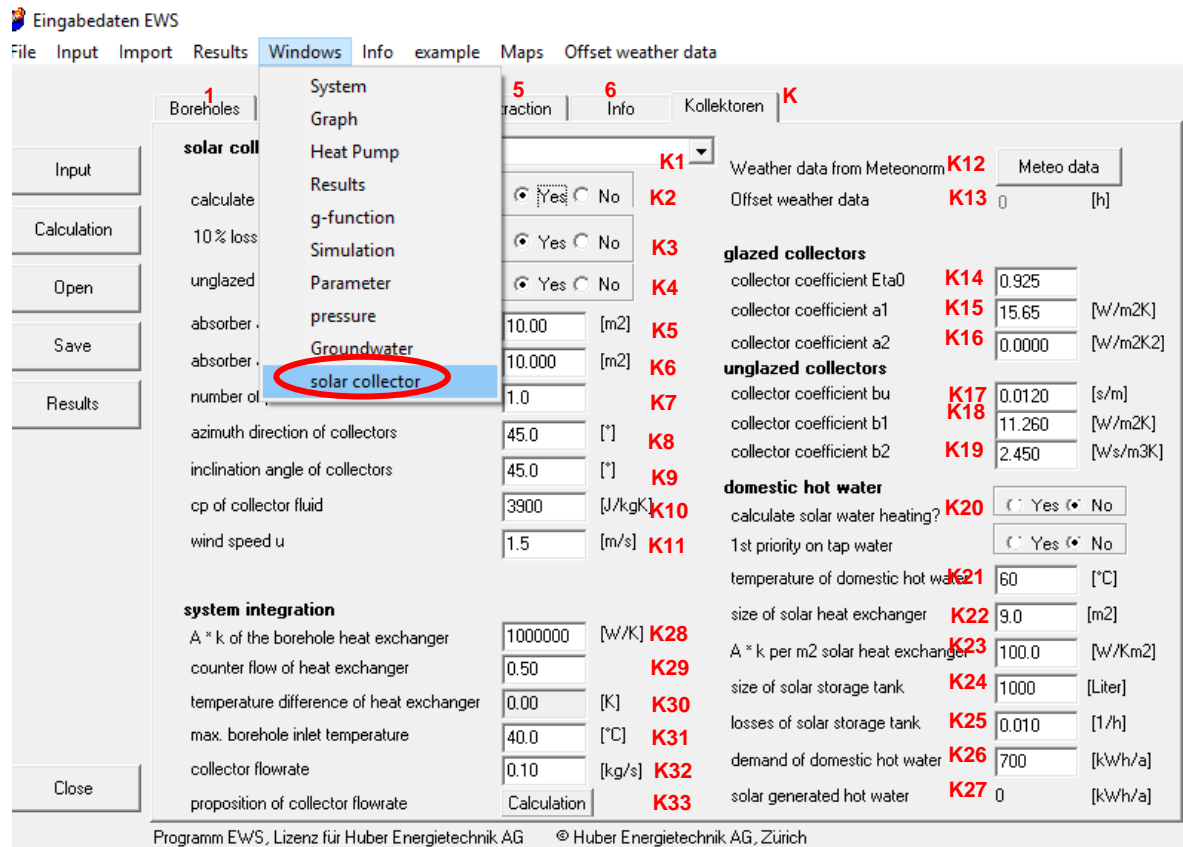 Eingabedaten EWS
File Input Import Results Windows Info example Maps Offset weather data
1 5 6 K
Boreholes raction Info Kollektoren
System
Graph
Heat Pump
Results
g-function
Simulation
Parameter
pressure
Groundwater
solar collector
Input
Calculation
Open
Save
Results
Close
solar coll K1
calculate Yes No K2
10 % loss Yes No K3
unglazed Yes No K4
absorber 10.00 [m2] K5
absorber 10.000 [m2] K6
number of 1.0 K7
azimuth direction of collectors 45.0 [°] K8
inclination angle of collectors 45.0 [°] K9
cp of collector fluid 3900 [J/kgK] K10
wind speed u 1.5 [m/s] K11
system integration
A * k of the borehole heat exchanger 1000000 [W/K] K28
counter flow of heat exchanger 0.50 K29
temperature difference of heat exchanger 0.00 [K] K30
max. borehole inlet temperature 40.0 [°C] K31
collector flowrate 0.10 [kg/s] K32
proposition of collector flowrate Calculation K33
Weather data from Meteonorm K12 Meteo data
Offset weather data K13 0 [h]
glazed collectors
collector coefficient Eta0 K14 0.925
collector coefficient a1 K15 15.65 [W/m2K]
collector coefficient a2 K16 0.0000 [W/m2K2]
unglazed collectors
collector coefficient bu K17 0.0120 [s/m]
collector coefficient b1 K18 11.260 [W/m2K]
collector coefficient b2 K19 2.450 [Ws/m3K]
domestic hot water
calculate solar water heating? K20 Yes No
1st priority on tap water Yes No
temperature of domestic hot water K21 60 [°C]
size of solar heat exchanger K22 9.0 [m2]
A * k per m2 solar heat exchanger K23 100.0 [W/Km2]
size of solar storage tank K24 1000 [Liter]
losses of solar storage tank K25 0.010 [1/h]
demand of domestic hot water K26 700 [kWh/a]
solar generated hot water K27 0 [kWh/a]
Programm EWS, Lizenz für Huber Energietechnik AG © Huber Energietechnik AG, Zürich